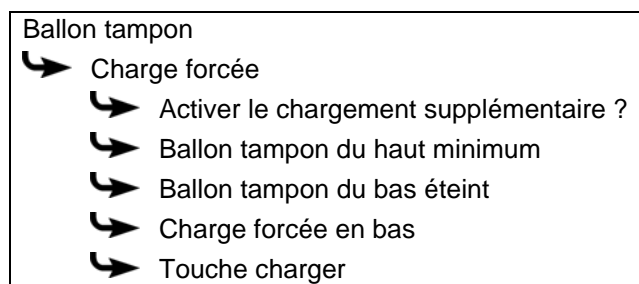 Ballon tampon
Charge forcée
Activer le chargement supplémentaire ?
Ballon tampon du haut minimum
Ballon tampon du bas éteint
Charge forcée en bas
Touche charger